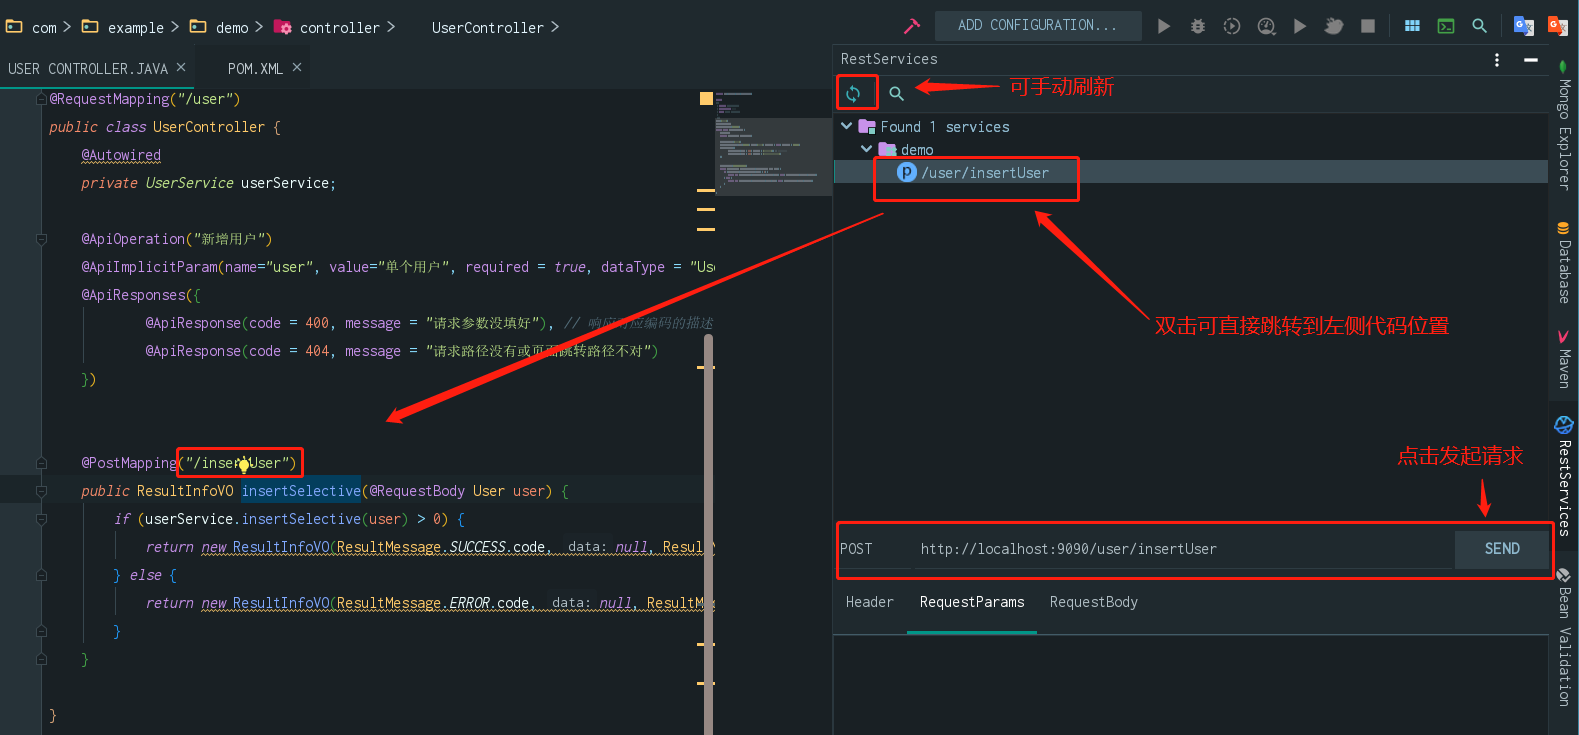 com > example > demo > controller > UserController >
ADD CONFIGURATION...
USER CONTROLLER.JAVA ×
POM.XML ×
@RequestMapping("/user")
public class UserController {
@Autowired
private UserService userService;
@ApiOperation("新增用户")
@ApiImplicitParam(name="user", value="单个用户", required = true, dataType = "Us
@ApiResponses({
@ApiResponse(code = 400, message = "请求参数没填好"), // 响应对应编码的描述
@ApiResponse(code = 404, message = "请求路径没有或页面跳转路径不对")
})
@PostMapping("/insertUser")
public ResultInfoVO insertSelective(@RequestBody User user) {
if (userService.insertSelective(user) > 0) {
return new ResultInfoVO(ResultMessage.SUCCESS.code, data: null, Result
} else {
return new ResultInfoVO(ResultMessage.ERROR.code, data: null, ResultM
}
}
}
RestServices
可手动刷新
Found 1 services
demo
p /user/insertUser
双击可直接跳转到左侧代码位置
点击发起请求
POST
http://localhost:9090/user/insertUser
SEND
Header
RequestParams
RequestBody
Mongo Explorer
Database
Maven
RestServices
Bean Validation